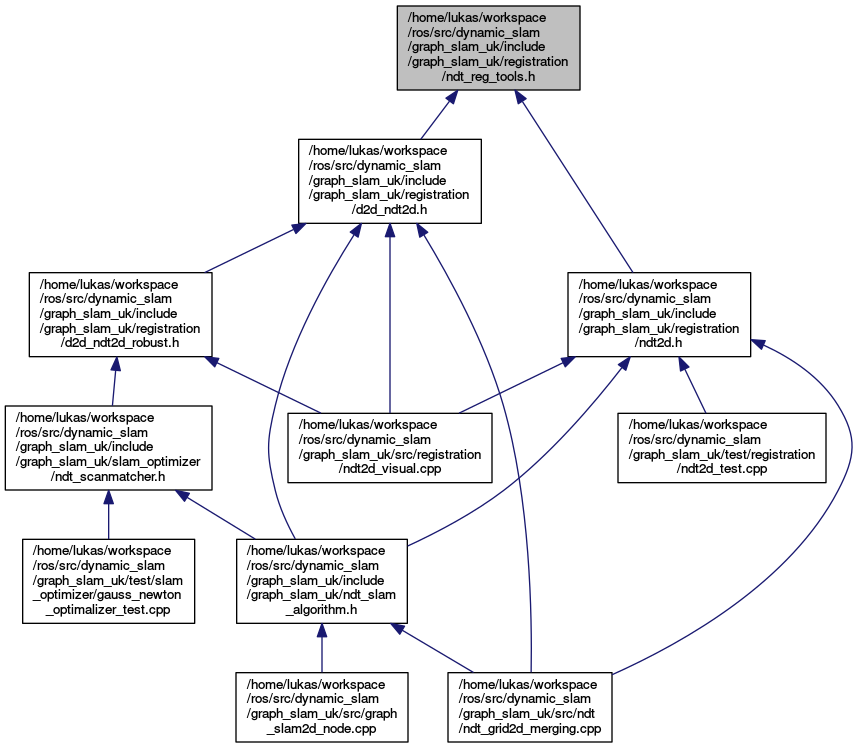 /home/lukas/workspace
/ros/src/dynamic_slam
/graph_slam_uk/include
/graph_slam_uk/registration
/ndt_reg_tools.h
/home/lukas/workspace
/ros/src/dynamic_slam
/graph_slam_uk/include
/graph_slam_uk/registration
/d2d_ndt2d.h
/home/lukas/workspace
/ros/src/dynamic_slam
/graph_slam_uk/include
/graph_slam_uk/registration
/d2d_ndt2d_robust.h
/home/lukas/workspace
/ros/src/dynamic_slam
/graph_slam_uk/include
/graph_slam_uk/registration
/ndt2d.h
/home/lukas/workspace
/ros/src/dynamic_slam
/graph_slam_uk/include
/graph_slam_uk/slam_optimizer
/ndt_scanmatcher.h
/home/lukas/workspace
/ros/src/dynamic_slam
/graph_slam_uk/src/registration
/ndt2d_visual.cpp
/home/lukas/workspace
/ros/src/dynamic_slam
/graph_slam_uk/test/registration
/ndt2d_test.cpp
/home/lukas/workspace
/ros/src/dynamic_slam
/graph_slam_uk/test/slam
_optimizer/gauss_newton
_optimalizer_test.cpp
/home/lukas/workspace
/ros/src/dynamic_slam
/graph_slam_uk/include
/graph_slam_uk/ndt_slam
_algorithm.h
/home/lukas/workspace
/ros/src/dynamic_slam
/graph_slam_uk/src/graph
_slam2d_node.cpp
/home/lukas/workspace
/ros/src/dynamic_slam
/graph_slam_uk/src/ndt
/ndt_grid2d_merging.cpp